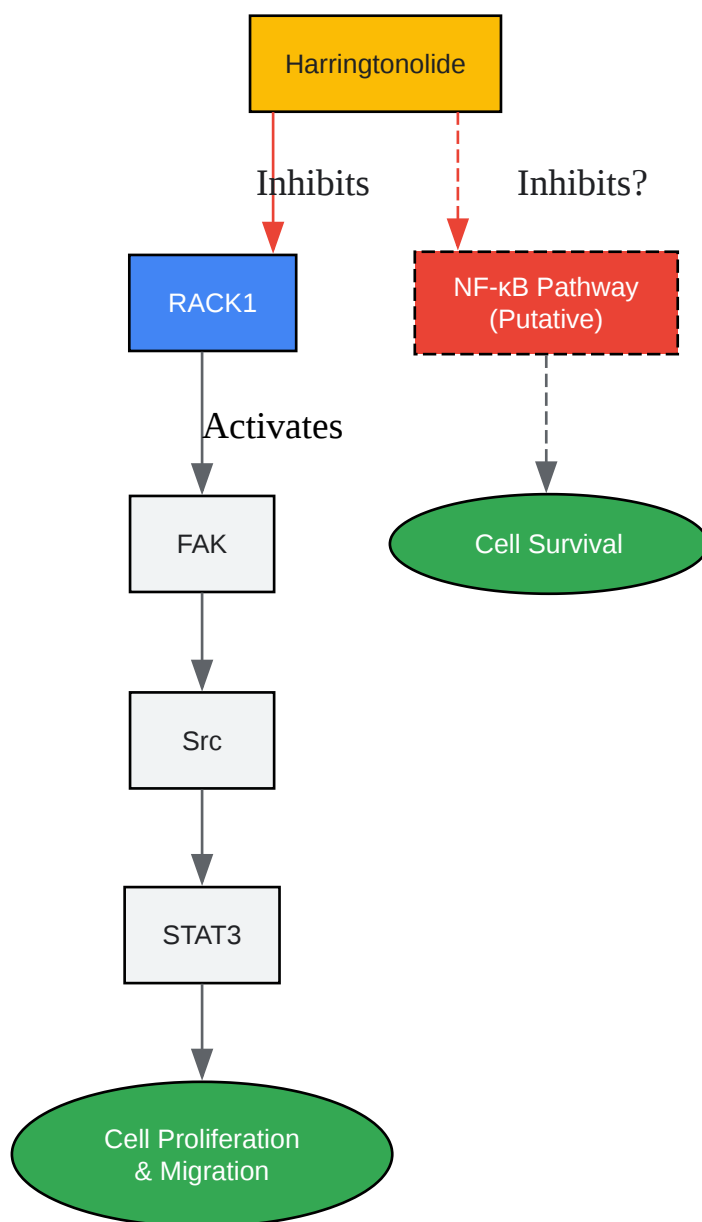 Harringtonolide
Inhibits
Inhibits?
RACK1
NF-κB Pathway
(Putative)
Activates
FAK
Cell Survival
Src
STAT3
Cell Proliferation
& Migration